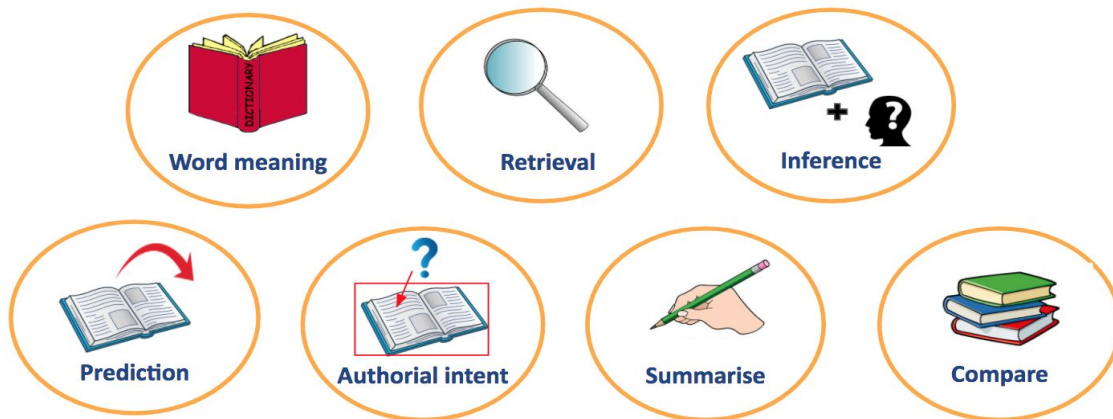 DICTIONARY
Word meaning
Retrieval
Inference
Prediction
Authorial intent
Summarise
Compare